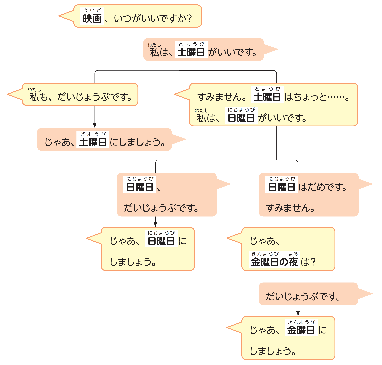 映画、いつがいいですか？
私は、土曜日がいいです。
私も、だいじょうぶです。
すみません。土曜日はちょっと……。
私は、日曜日がいいです。
じゃあ、土曜日にしましょう。
日曜日、
だいじょうぶです。
日曜日はだめです。
すみません。
じゃあ、日曜日に
しましょう。
じゃあ、
金曜日の夜は？
だいじょうぶです。
じゃあ、金曜日に
しましょう。